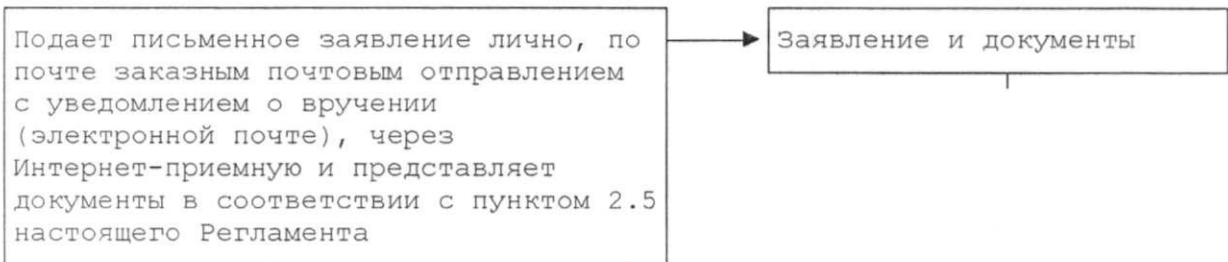 Подает письменное заявление лично, по
почте заказным почтовым отправлением
с уведомлением о вручении
(электронной почте), через
Интернет-приемную и представляет
документы в соответствии с пунктом 2.5
настоящего Регламента
Заявление и документы